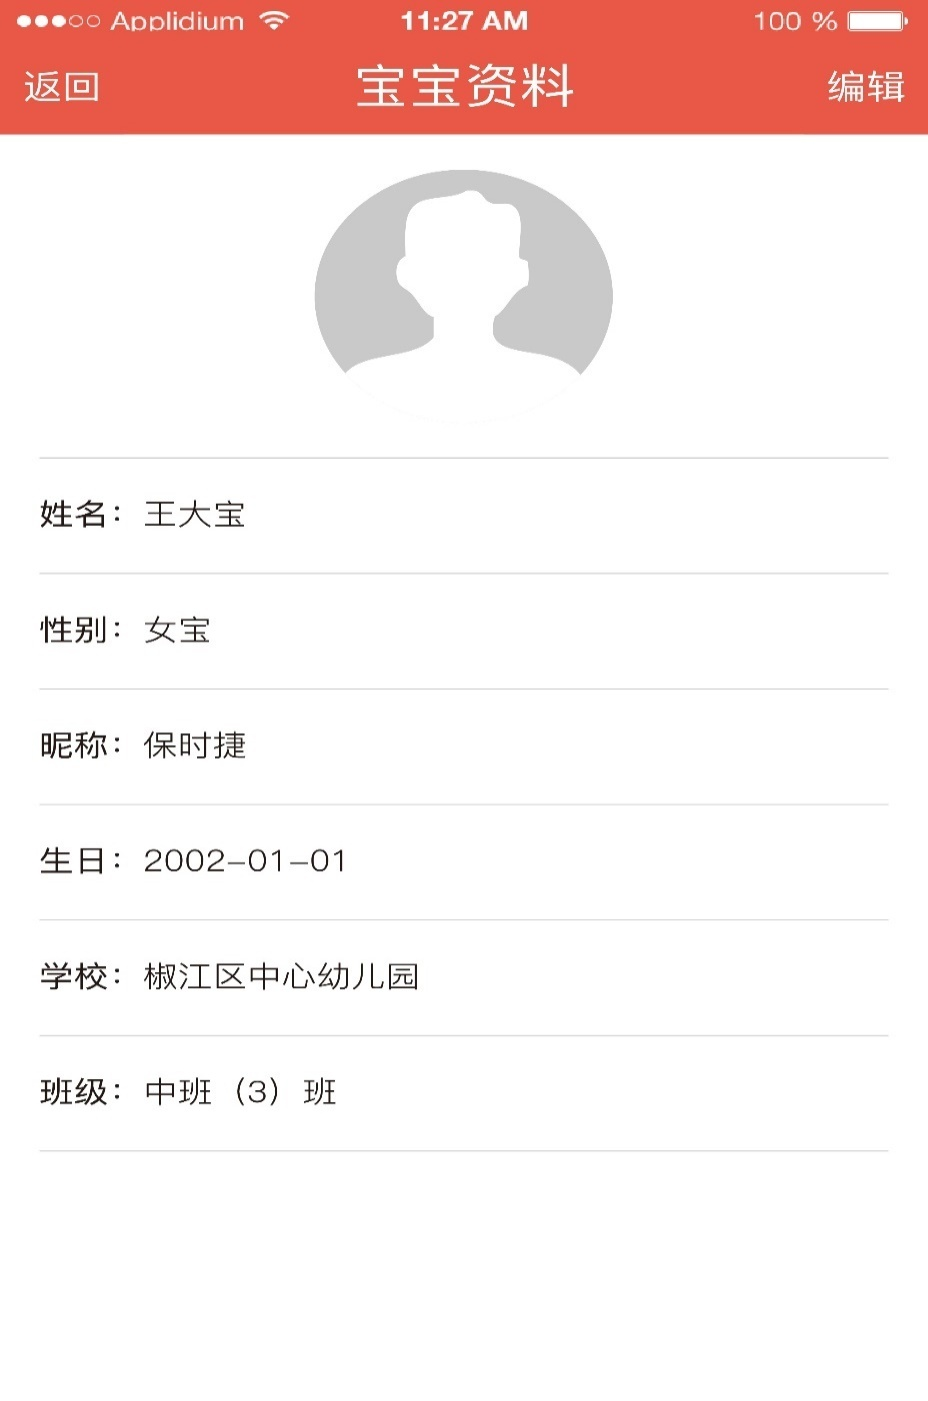 Applidium 11:27 AM 100 %
返回 宝宝资料 编辑
姓名：王大宝
性别：女宝
昵称：保时捷
生日：2002-01-01
学校：椒江区中心幼儿园
班级：中班（3）班